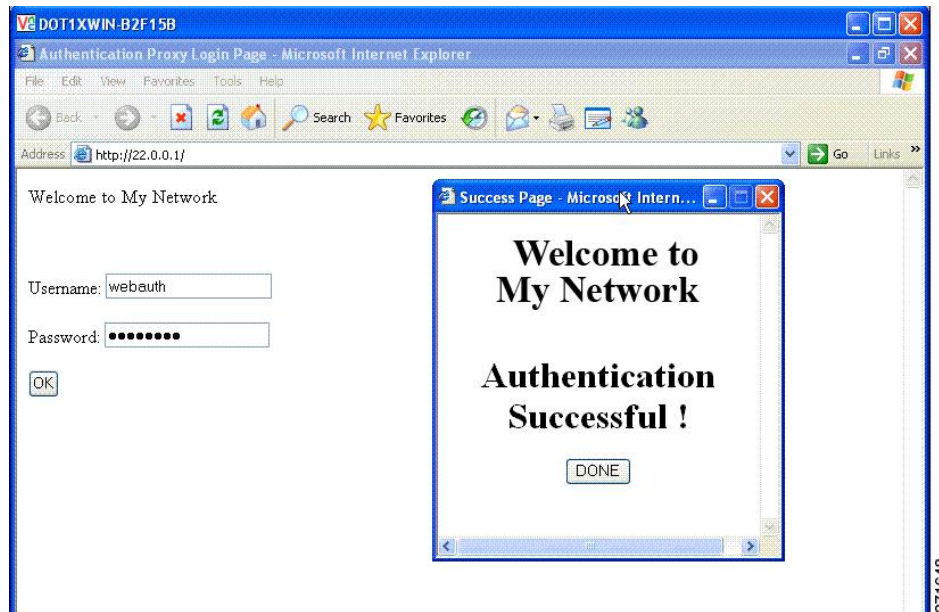 DOT1XWIN-B2F15B
Authentication Proxy Login Page - Microsoft Internet Explorer
File Edit View Favorites Tools Help
Back Search Favorites
Address http://22.0.0.1/ Go Links »
Welcome to My Network
Username: webauth
Password: ••••••••
OK
Success Page - Microsoft Intern...
Welcome to
My Network
Authentication
Successful !
DONE